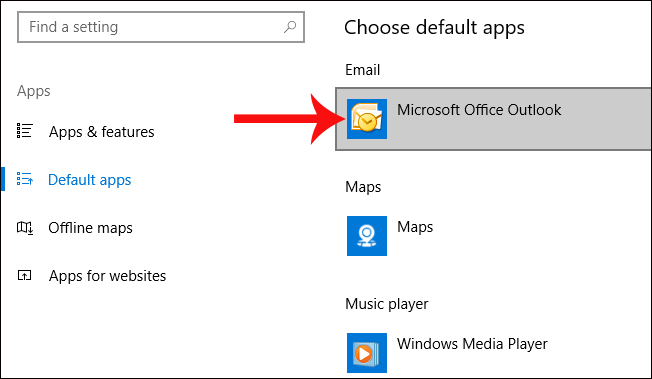 Find a setting
Apps
Apps & features
Default apps
Offline maps
Apps for websites
Choose default apps
Email
Microsoft Office Outlook
Maps
Maps
Music player
Windows Media Player